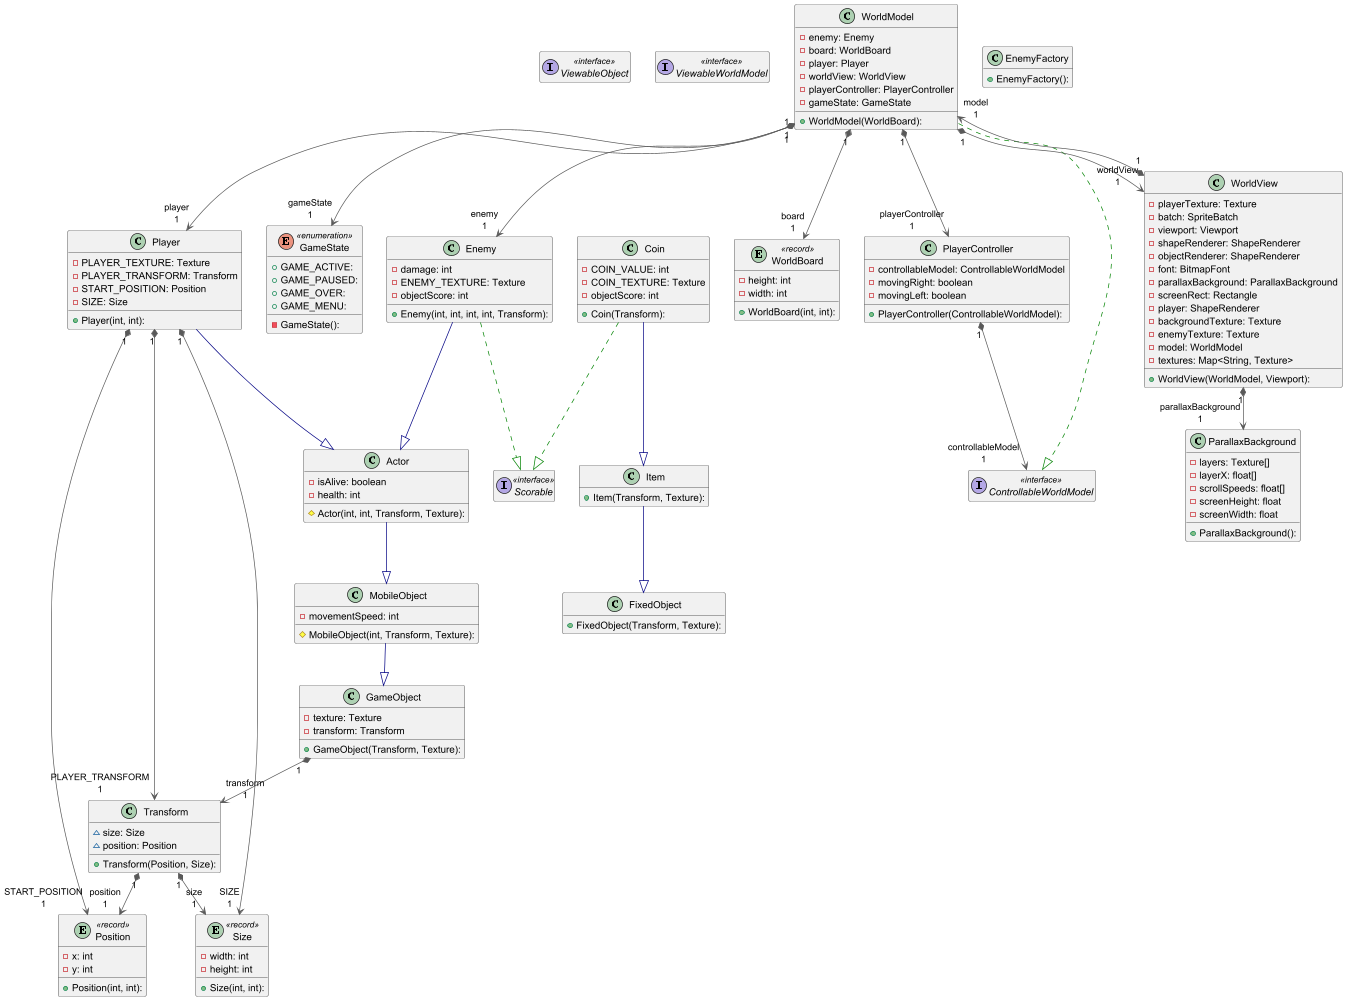 C WorldModel
enemy: Enemy
board: WorldBoard
player: Player
worldView: WorldView
playerController: PlayerController
gameState: GameState
WorldModel(WorldBoard):
I «interface»
ViewableObject
I «interface»
ViewableWorldModel
C EnemyFactory
EnemyFactory():
model
1
1
1
1
1
1
1
1
worldView
1
player
1
gameState
1
enemy
1
board
1
playerController
1
C Player
PLAYER_TEXTURE: Texture
PLAYER_TRANSFORM: Transform
START_POSITION: Position
SIZE: Size
Player(int, int):
E «enumeration»
GameState
GAME_ACTIVE:
GAME_PAUSED:
GAME_OVER:
GAME_MENU:
GameState():
C Enemy
damage: int
ENEMY_TEXTURE: Texture
objectScore: int
Enemy(int, int, int, int, Transform):
C Coin
COIN_VALUE: int
COIN_TEXTURE: Texture
objectScore: int
Coin(Transform):
E «record»
WorldBoard
height: int
width: int
WorldBoard(int, int):
C PlayerController
controllableModel: ControllableWorldModel
movingRight: boolean
movingLeft: boolean
PlayerController(ControllableWorldModel):
C WorldView
playerTexture: Texture
batch: SpriteBatch
viewport: Viewport
shapeRenderer: ShapeRenderer
objectRenderer: ShapeRenderer
font: BitmapFont
parallaxBackground: ParallaxBackground
screenRect: Rectangle
player: ShapeRenderer
backgroundTexture: Texture
enemyTexture: Texture
model: WorldModel
textures: Map<String, Texture>
WorldView(WorldModel, Viewport):
1
1
1
1
1
parallaxBackground
1
controllableModel
1
C Actor
isAlive: boolean
health: int
Actor(int, int, Transform, Texture):
I «interface»
Scorable
C Item
Item(Transform, Texture):
I «interface»
ControllableWorldModel
C ParallaxBackground
layers: Texture[]
layerX: float[]
scrollSpeeds: float[]
screenHeight: float
screenWidth: float
ParallaxBackground():
C MobileObject
movementSpeed: int
MobileObject(int, Transform, Texture):
C FixedObject
FixedObject(Transform, Texture):
C GameObject
texture: Texture
transform: Transform
GameObject(Transform, Texture):
1
PLAYER_TRANSFORM
1
transform
1
C Transform
size: Size
position: Position
Transform(Position, Size):
1
1
START_POSITION
1
position
1
size
1
SIZE
1
E «record»
Position
x: int
y: int
Position(int, int):
E «record»
Size
width: int
height: int
Size(int, int):